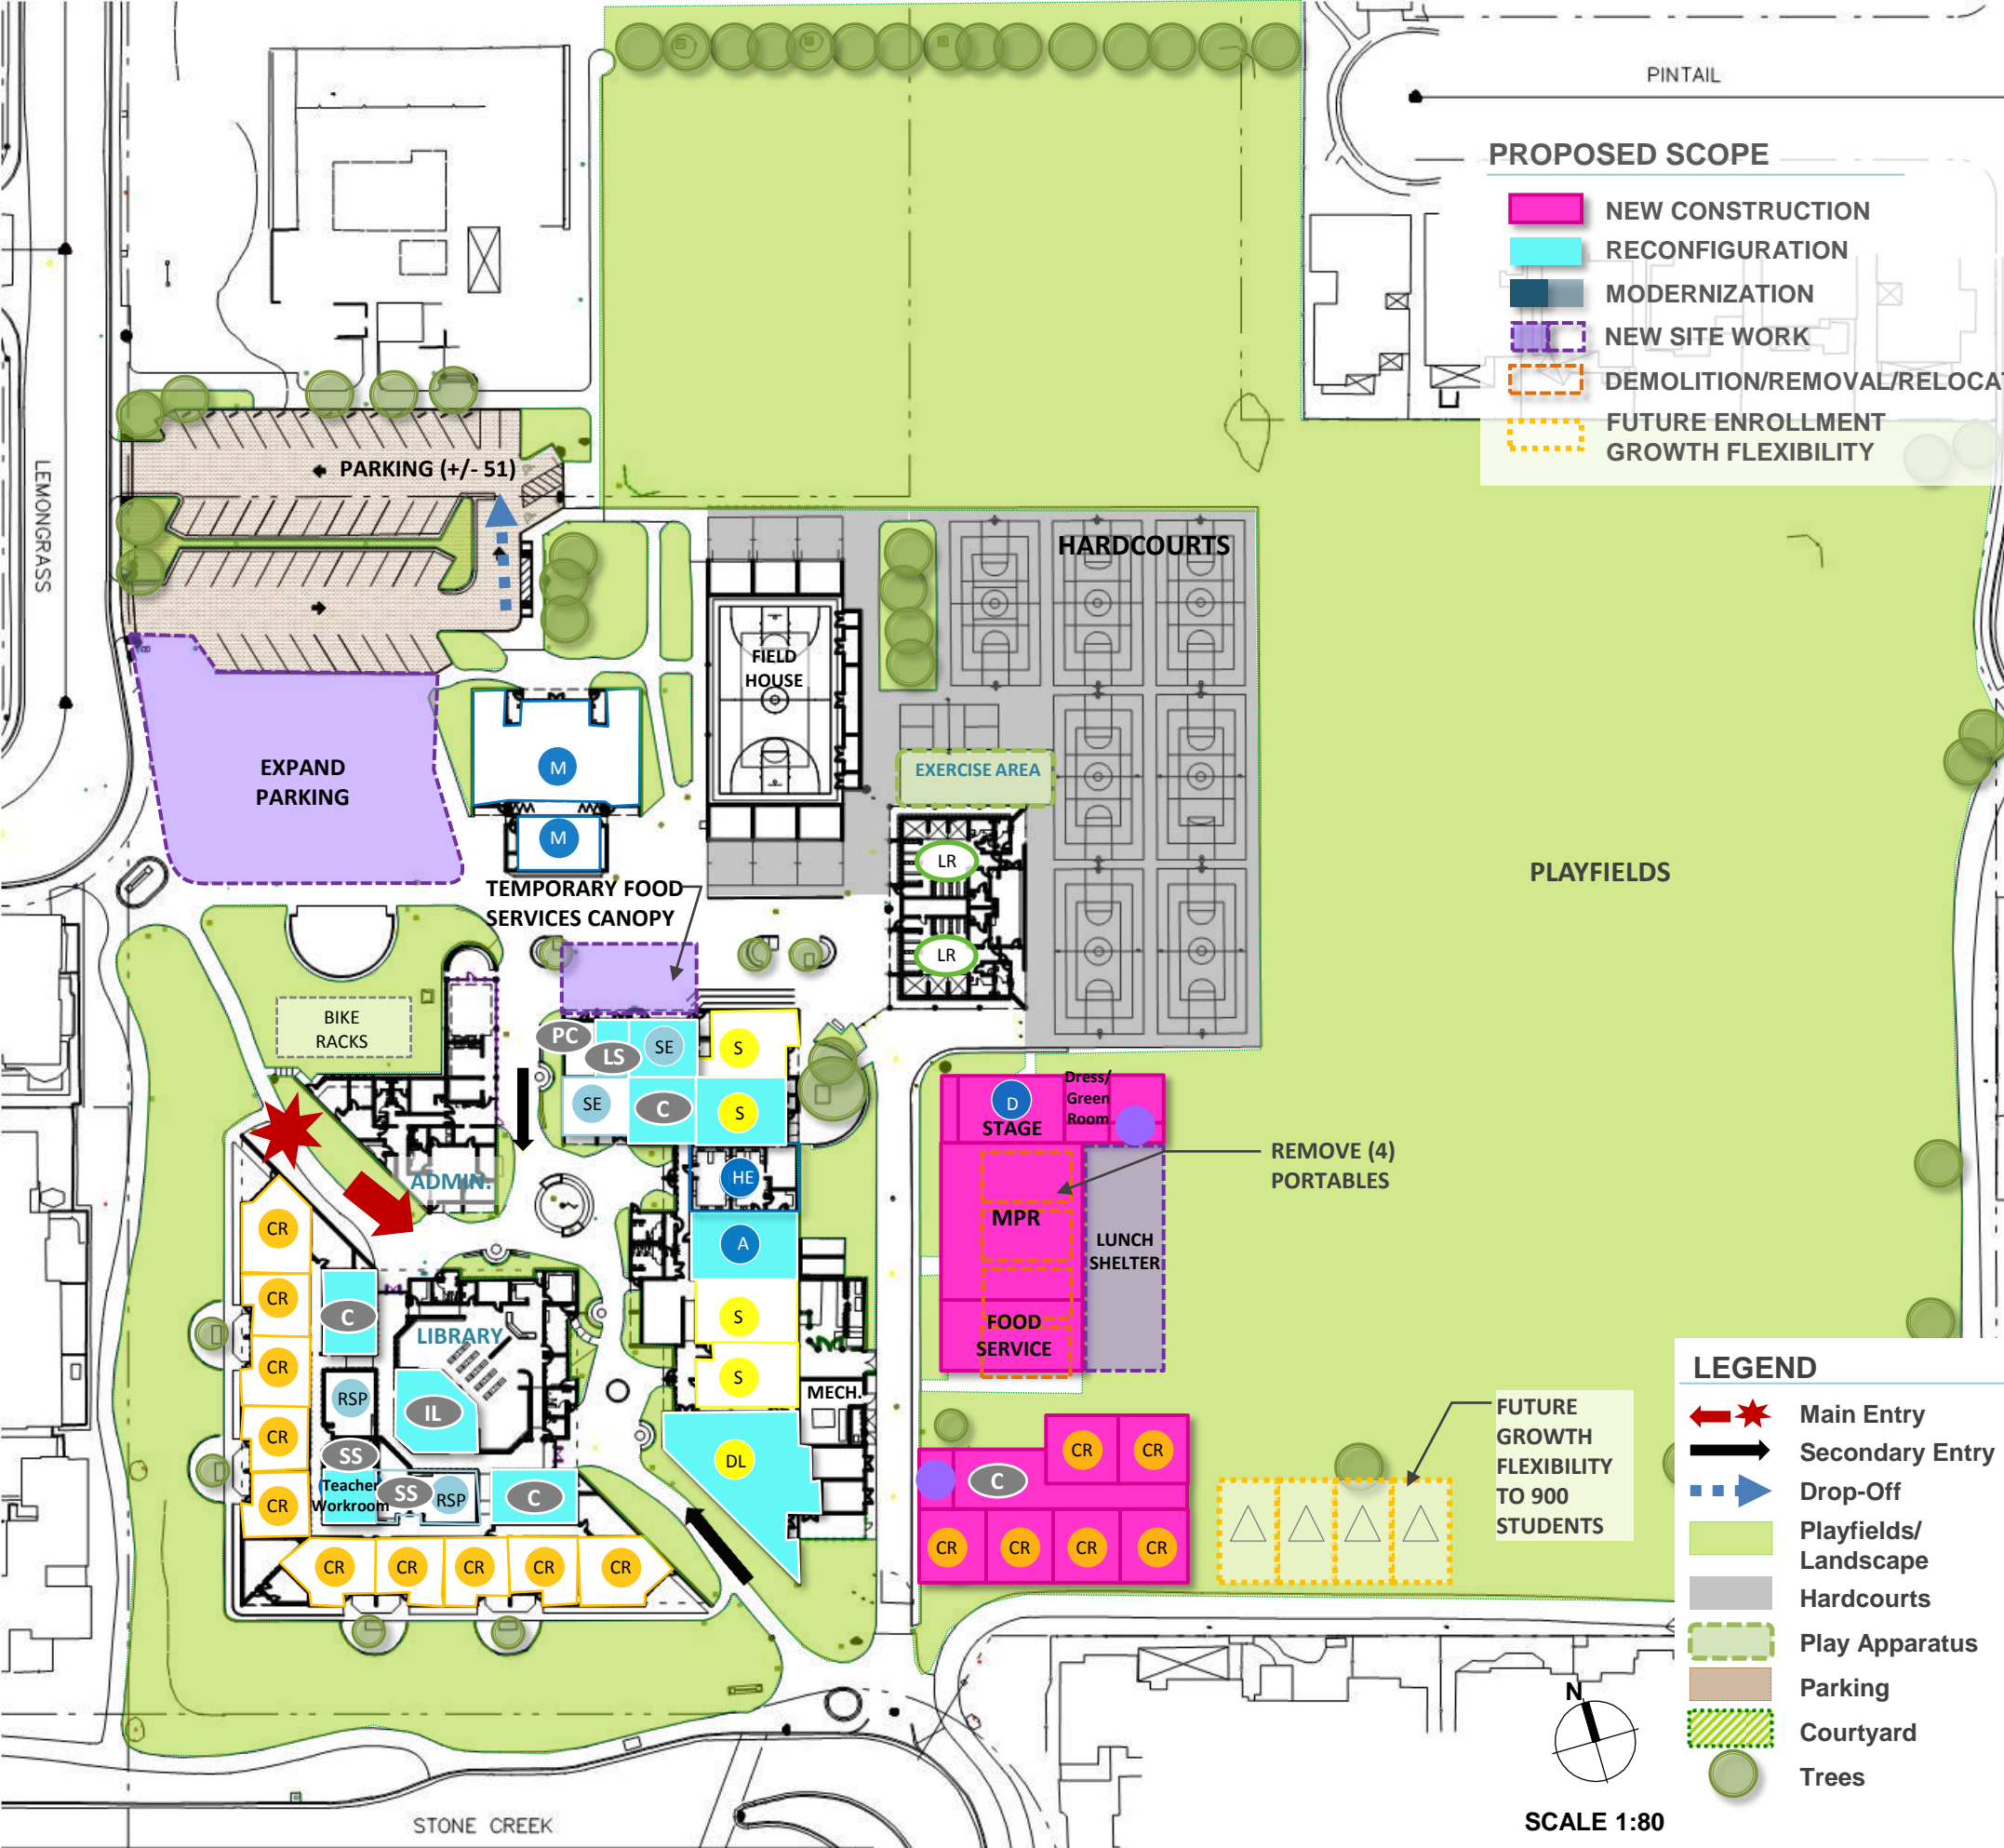 PINTAIL
PROPOSED SCOPE
NEW CONSTRUCTION
RECONFIGURATION
MODERNIZATION
NEW SITE WORK
DEMOLITION/REMOVAL/RELOCAT
FUTURE ENROLLMENT
GROWTH FLEXIBILITY
LEMONGRASS
PARKING (+/- 51)
HARDCOURTS
FIELD
HOUSE
EXPAND
PARKING
M
M
EXERCISE AREA
LR
LR
PLAYFIELDS
TEMPORARY FOOD
SERVICES CANOPY
BIKE
RACKS
PC
LS
SE
S
SE
C
S
D
STAGE
Dress/
Green
Room
REMOVE (4)
PORTABLES
ADMIN.
HE
A
MPR
LUNCH
SHELTER
CR
CR
CR
CR
CR
C
LIBRARY
S
S
FOOD
SERVICE
RSP
IL
MECH.
SS
Teacher
Workroom
SS
RSP
C
DL
CR
CR
CR
CR
CR
CR
CR
C
CR
CR
CR
CR
FUTURE
GROWTH
FLEXIBILITY
TO 900
STUDENTS
LEGEND
Main Entry
Secondary Entry
Drop-Off
Playfields/
Landscape
Hardcourts
Play Apparatus
Parking
Courtyard
Trees
N
SCALE 1:80
STONE CREEK